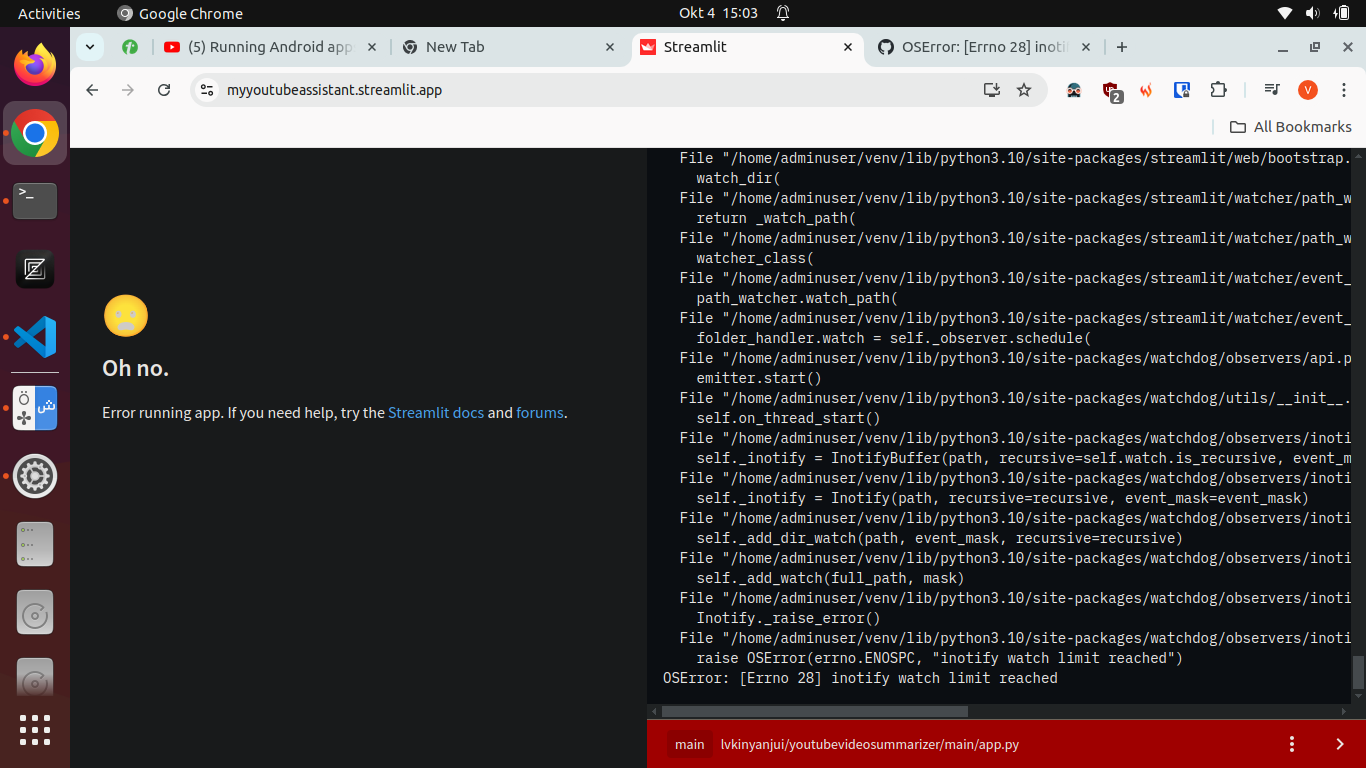 Activities
Google Chrome
Okt 4 15:03
(5) Running Android app
New Tab
Streamlit
OSError: [Errno 28] inoti
myyoutubeassistant.streamlit.app
2
V
All Bookmarks
Oh no.
Error running app. If you need help, try the Streamlit docs and forums.
File "/home/adminuser/venv/lib/python3.10/site-packages/streamlit/web/bootstrap.
watch_dir(
File "/home/adminuser/venv/lib/python3.10/site-packages/streamlit/watcher/path_w
return _watch_path(
File "/home/adminuser/venv/lib/python3.10/site-packages/streamlit/watcher/path_w
watcher_class(
File "/home/adminuser/venv/lib/python3.10/site-packages/streamlit/watcher/event_
path_watcher.watch_path(
File "/home/adminuser/venv/lib/python3.10/site-packages/streamlit/watcher/event_
folder_handler.watch = self._observer.schedule(
File "/home/adminuser/venv/lib/python3.10/site-packages/watchdog/observers/api.p
emitter.start()
File "/home/adminuser/venv/lib/python3.10/site-packages/watchdog/utils/__init__.
self.on_thread_start()
File "/home/adminuser/venv/lib/python3.10/site-packages/watchdog/observers/inoti
self._inotify = InotifyBuffer(path, recursive=self.watch.is_recursive, event_m
File "/home/adminuser/venv/lib/python3.10/site-packages/watchdog/observers/inoti
self._inotify = Inotify(path, recursive=recursive, event_mask=event_mask)
File "/home/adminuser/venv/lib/python3.10/site-packages/watchdog/observers/inoti
self._add_dir_watch(path, event_mask, recursive=recursive)
File "/home/adminuser/venv/lib/python3.10/site-packages/watchdog/observers/inoti
self._add_watch(full_path, mask)
File "/home/adminuser/venv/lib/python3.10/site-packages/watchdog/observers/inoti
Inotify._raise_error()
File "/home/adminuser/venv/lib/python3.10/site-packages/watchdog/observers/inoti
raise OSError(errno.ENOSPC, "inotify watch limit reached")
OSError: [Errno 28] inotify watch limit reached
main
lvkinyanjui/youtubevideosummarizer/main/app.py